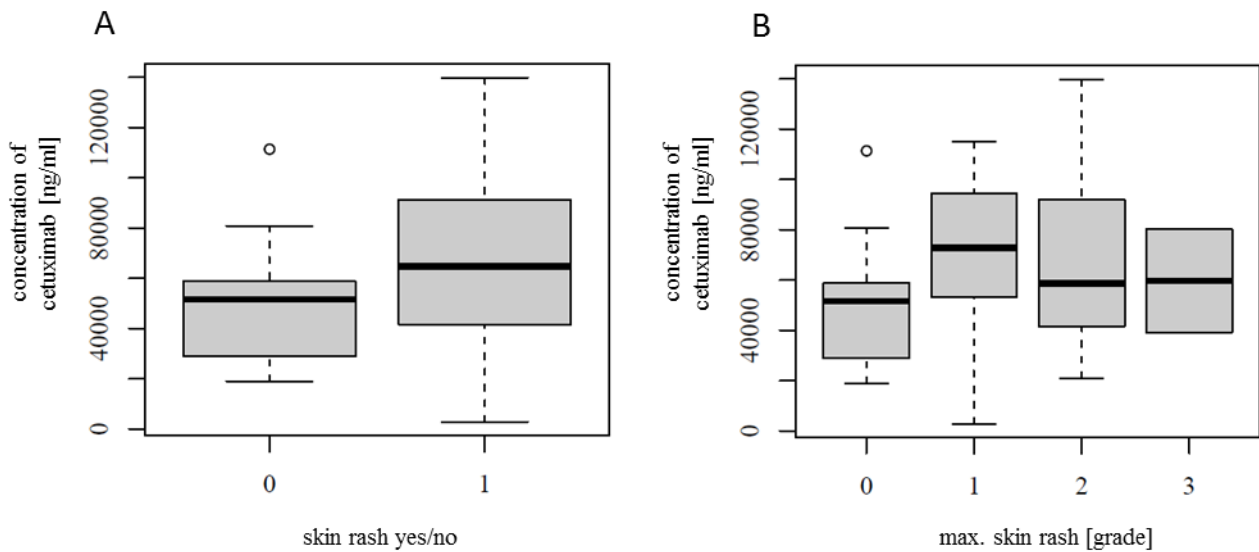 A
concentration of
cetuximab [ng/ml]
120000
80000
40000
0
0 1
skin rash yes/no
B
concentration of
cetuximab [ng/ml]
120000
80000
40000
0
0 1 2 3
max. skin rash [grade]